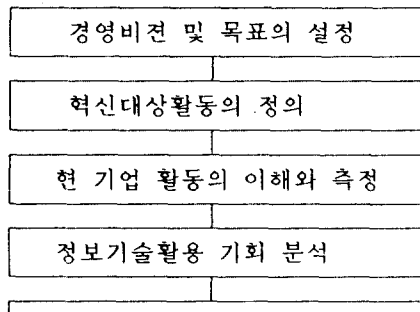 경영비젼 및 목표의 설정
혁신대상활동의 정의
현 기업 활동의 이해와 측정
정보기술활용 기회 분석